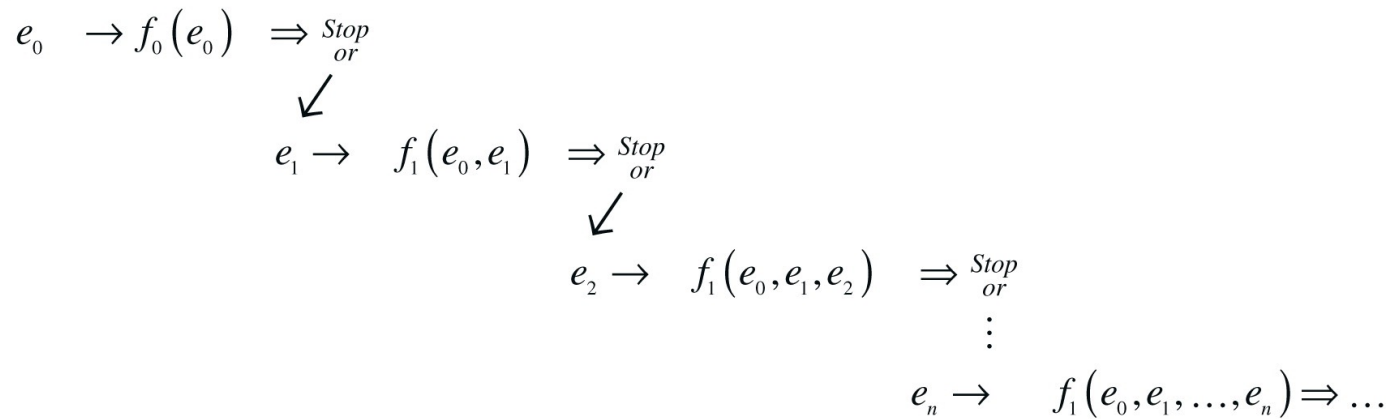 e₀ → f₀(e₀) ⇒ Stop
or
↙
e₁ → f₁(e₀,e₁) ⇒ Stop
or
↙
e₂ → f₁(e₀,e₁,e₂) ⇒ Stop
or
⋮
eₙ → f₁(e₀,e₁,…,eₙ) ⇒ …